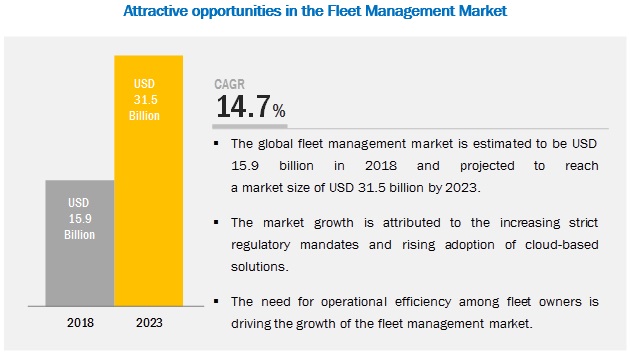 Attractive opportunities in the Fleet Management Market
USD
31.5
Billion
USD
15.9
Billion
2018
2023
CAGR
14.7%
▪ The global fleet management market is estimated to be USD
15.9 billion in 2018 and projected to reach
a market size of USD 31.5 billion by 2023.
▪ The market growth is attributed to the increasing strict
regulatory mandates and rising adoption of cloud-based
solutions.
▪ The need for operational efficiency among fleet owners is
driving the growth of the fleet management market.